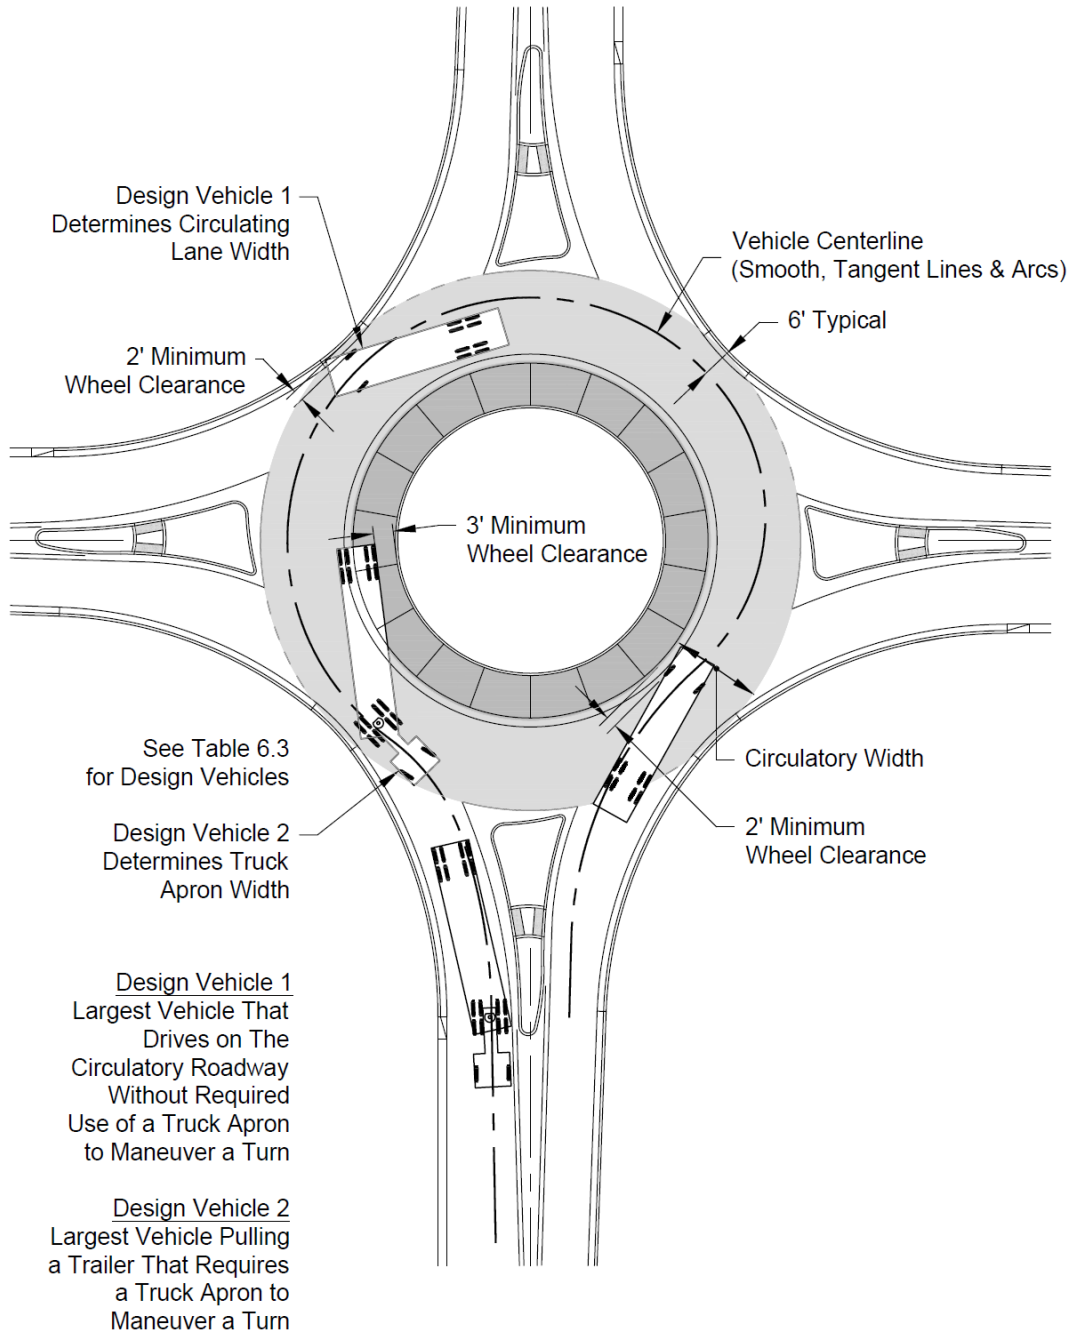 Design Vehicle 1
Determines Circulating
Lane Width
Vehicle Centerline
(Smooth, Tangent Lines & Arcs)
6' Typical
2' Minimum
Wheel Clearance
3' Minimum
Wheel Clearance
See Table 6.3
for Design Vehicles
Circulatory Width
Design Vehicle 2
Determines Truck
Apron Width
2' Minimum
Wheel Clearance
Design Vehicle 1
Largest Vehicle That
Drives on The
Circulatory Roadway
Without Required
Use of a Truck Apron
to Maneuver a Turn
Design Vehicle 2
Largest Vehicle Pulling
a Trailer That Requires
a Truck Apron to
Maneuver a Turn